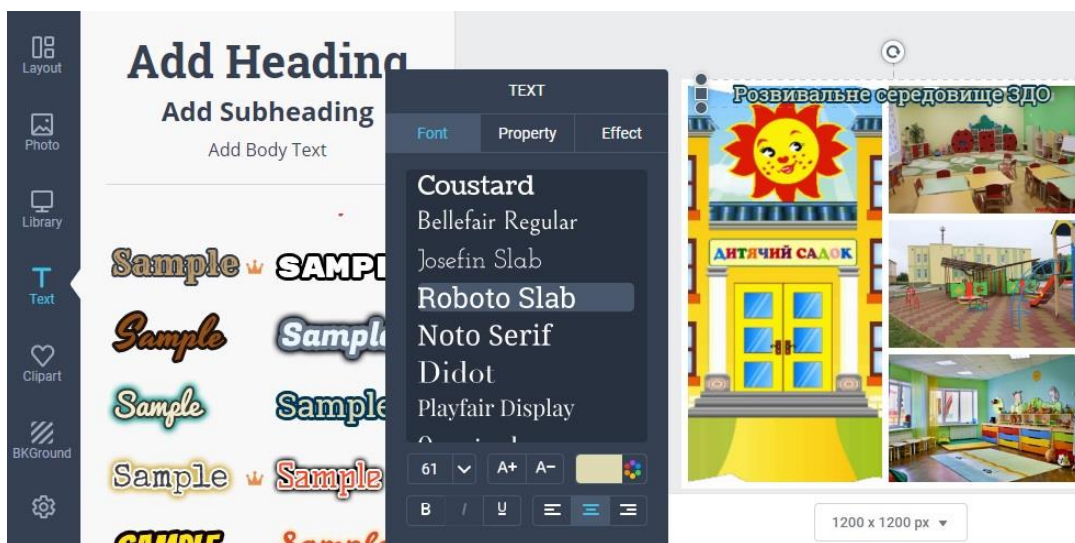 Layout
Photo
Library
Text
Clipart
BKGround
Add Heading
Add Subheading
Add Body Text
Sample
SAMPL
Sample
Sample
Sample
Sample
Sample
Sample
SAMPLE
Sample
TEXT
Font Property Effect
Coustard
Bellefair Regular
Josefin Slab
Roboto Slab
Noto Serif
Didot
Playfair Display
61 A+ A-
B I U
Розвивальне середовище ЗДО
ДИТЯЧИЙ САДОК
1200 x 1200 px